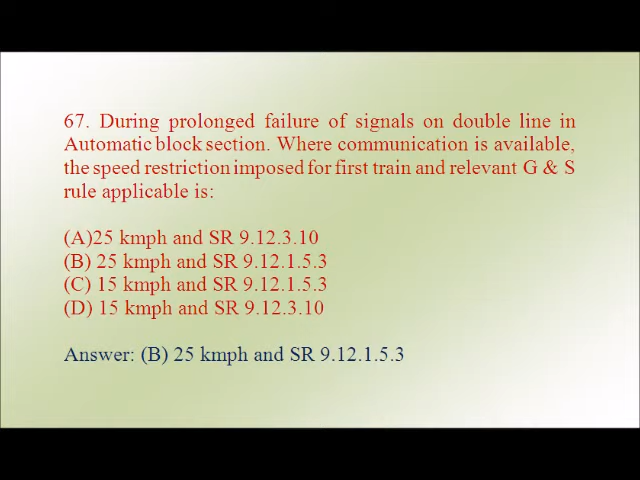 67. During prolonged failure of signals on double line in
Automatic block section. Where communication is available,
the speed restriction imposed for first train and relevant G & S
rule applicable is:
(A)25 kmph and SR 9.12.3.10
(B) 25 kmph and SR 9.12.1.5.3
(C) 15 kmph and SR 9.12.1.5.3
(D) 15 kmph and SR 9.12.3.10
Answer: (B) 25 kmph and SR 9.12.1.5.3